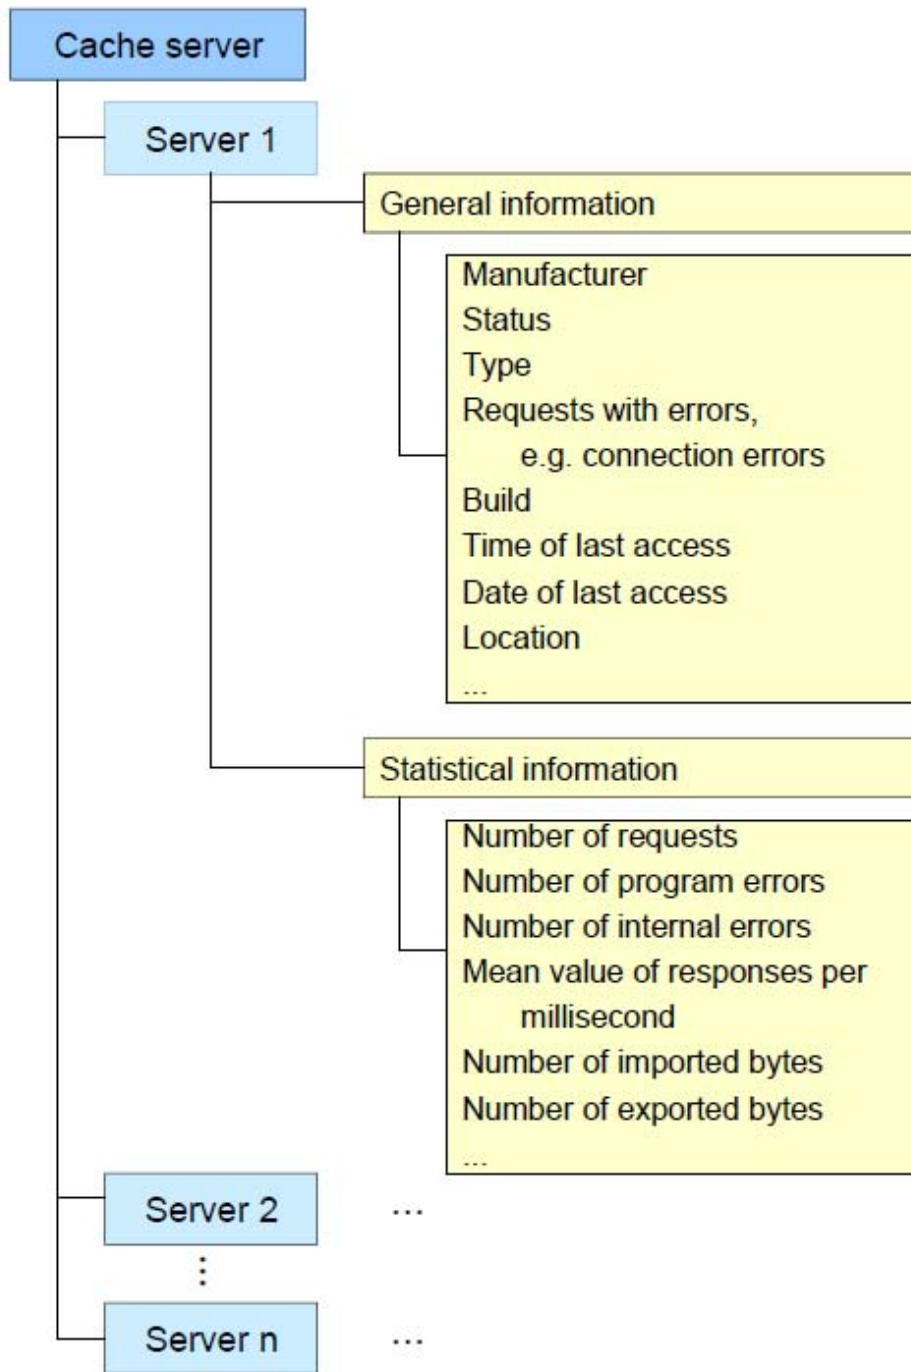 Cache server
Server 1
General information
Manufacturer
Status
Type
Requests with errors,
e.g. connection errors
Build
Time of last access
Date of last access
Location
...
Statistical information
Number of requests
Number of program errors
Number of internal errors
Mean value of responses per
millisecond
Number of imported bytes
Number of exported bytes
...
Server 2 ...
⋮
Server n ...